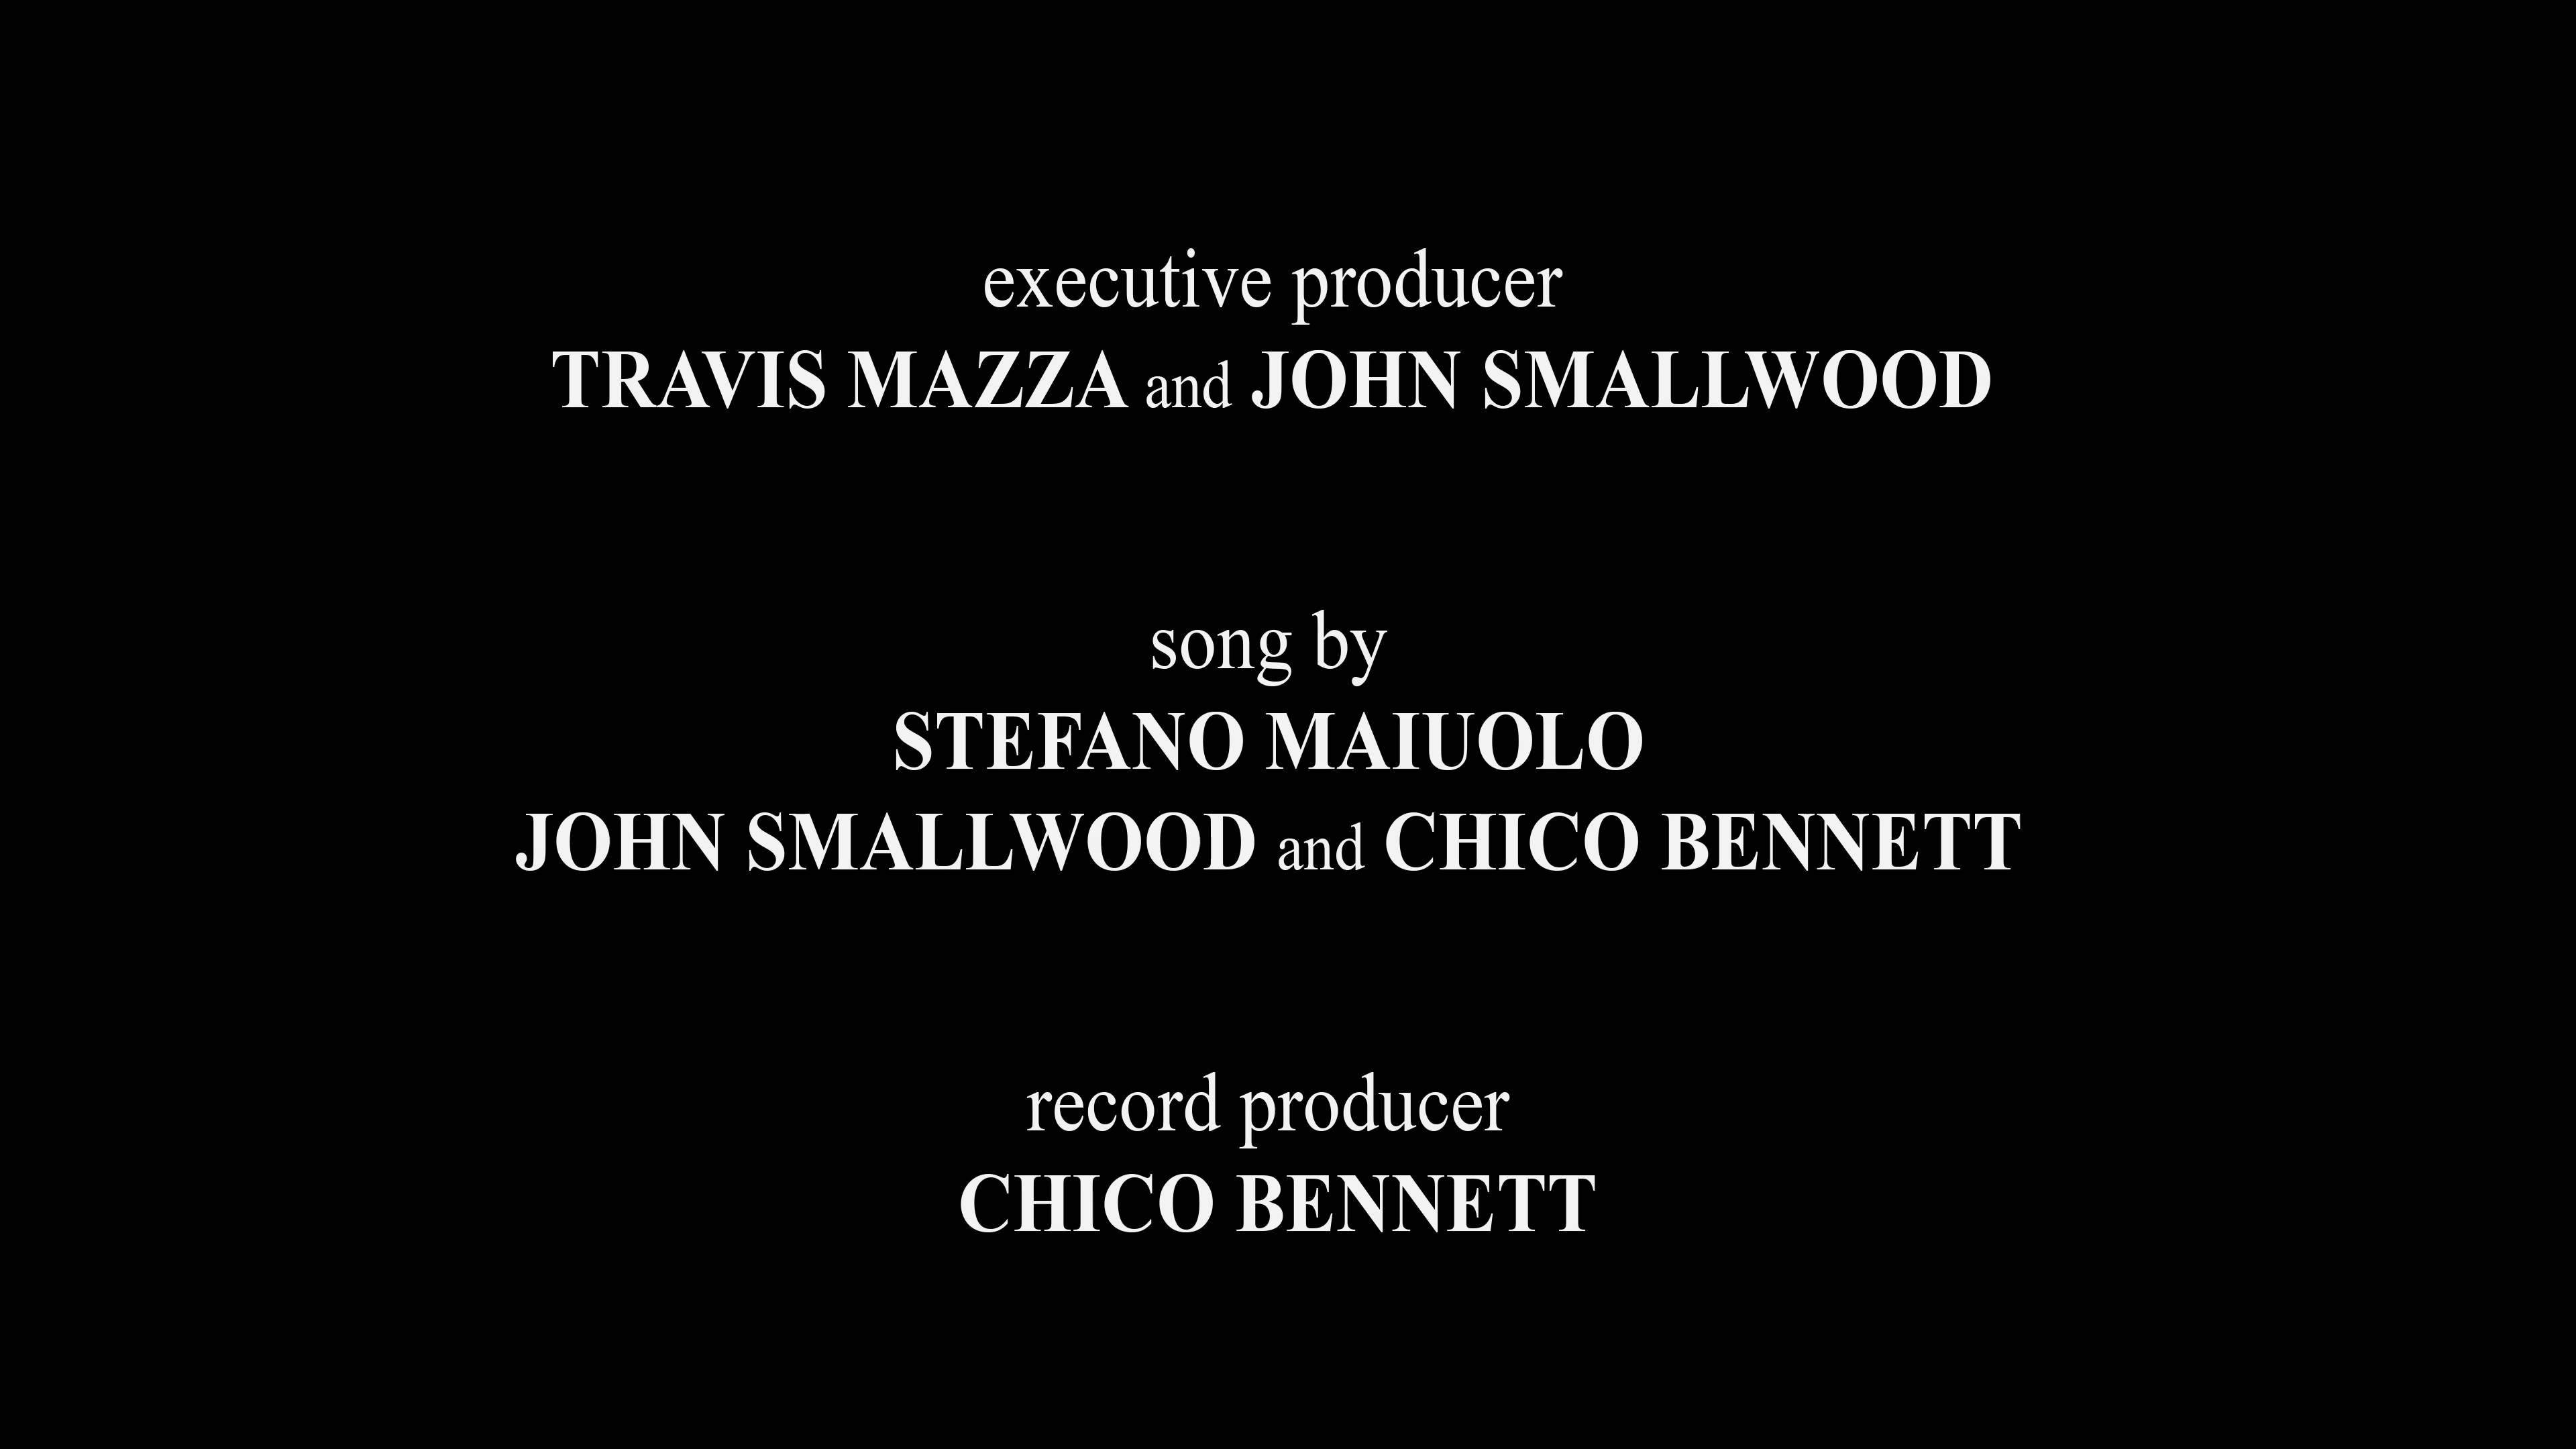 executive producer
TRAVIS MAZZA and JOHN SMALLWOOD
song by
STEFANO MAIUOLO
JOHN SMALLWOOD and CHICO BENNETT
record producer
CHICO BENNETT